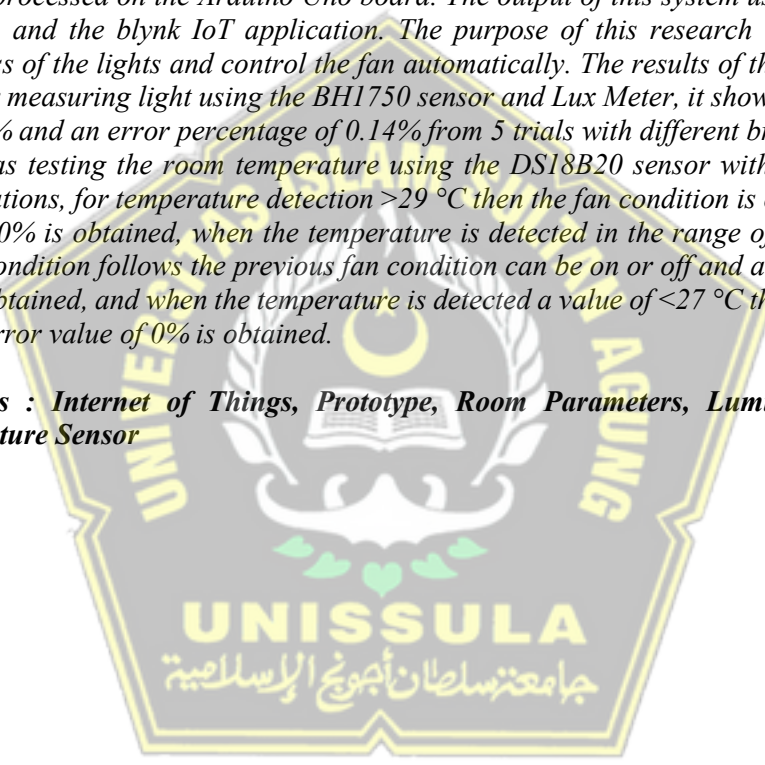 processed on the Arduino Uno board. The output of this system us
and the blynk IoT application. The purpose of this research
s of the lights and control the fan automatically. The results of th
measuring light using the BH1750 sensor and Lux Meter, it show
% and an error percentage of 0.14% from 5 trials with different br
as testing the room temperature using the DS18B20 sensor with
ations, for temperature detection >29 °C then the fan condition is
0% is obtained, when the temperature is detected in the range of
ondition follows the previous fan condition can be on or off and a
btained, and when the temperature is detected a value of <27 °C th
rror value of 0% is obtained.
s : Internet of Things, Prototype, Room Parameters, Lum
ture Sensor
UNIVERSITAS ISLAM SULTAN AGUNG
UNISSULA
جامعتسلطان أجونج الإسلامية